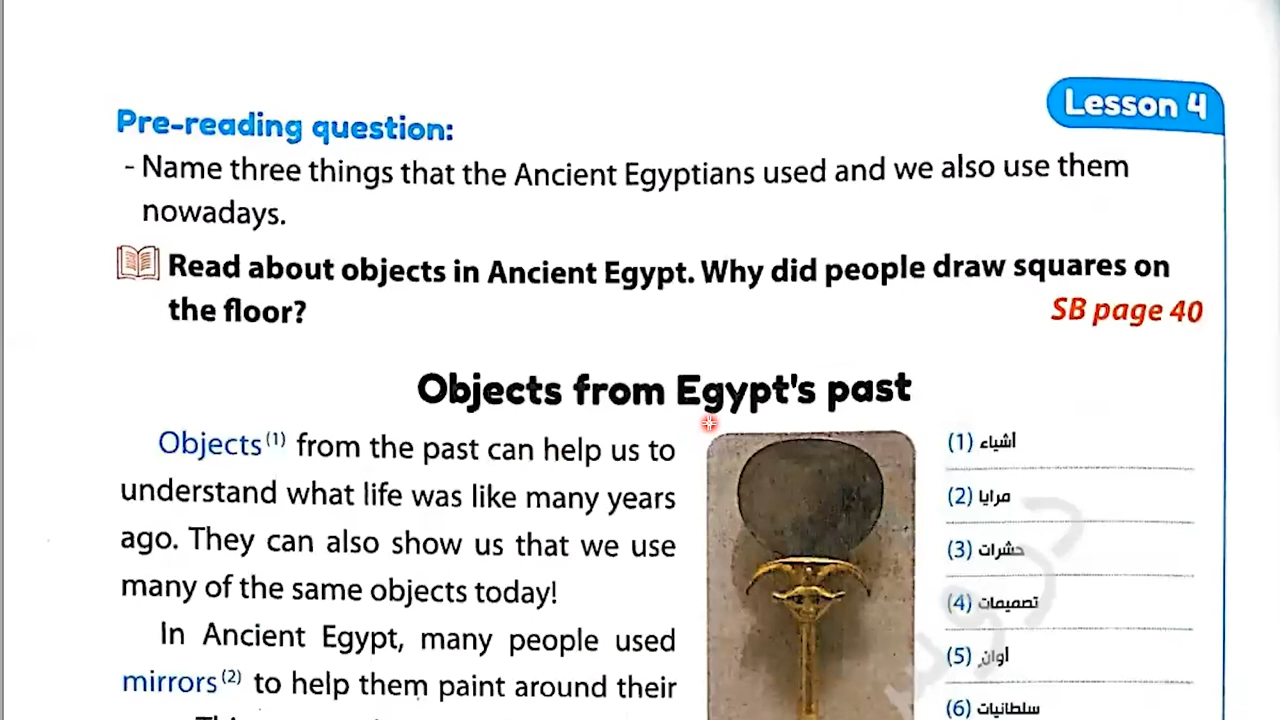 Lesson 4
Pre-reading question:
- Name three things that the Ancient Egyptians used and we also use them
nowadays.
Read about objects in Ancient Egypt. Why did people draw squares on
the floor?
SB page 40
Objects from Egypt's past
Objects(1) from the past can help us to
understand what life was like many years
ago. They can also show us that we use
many of the same objects today!
In Ancient Egypt, many people used
mirrors(2) to help them paint around their
(1) أشياء
(2) مرايا
(3) حشرات
(4) تصميمات
(5) أوانٍ
(6) سلطانيات